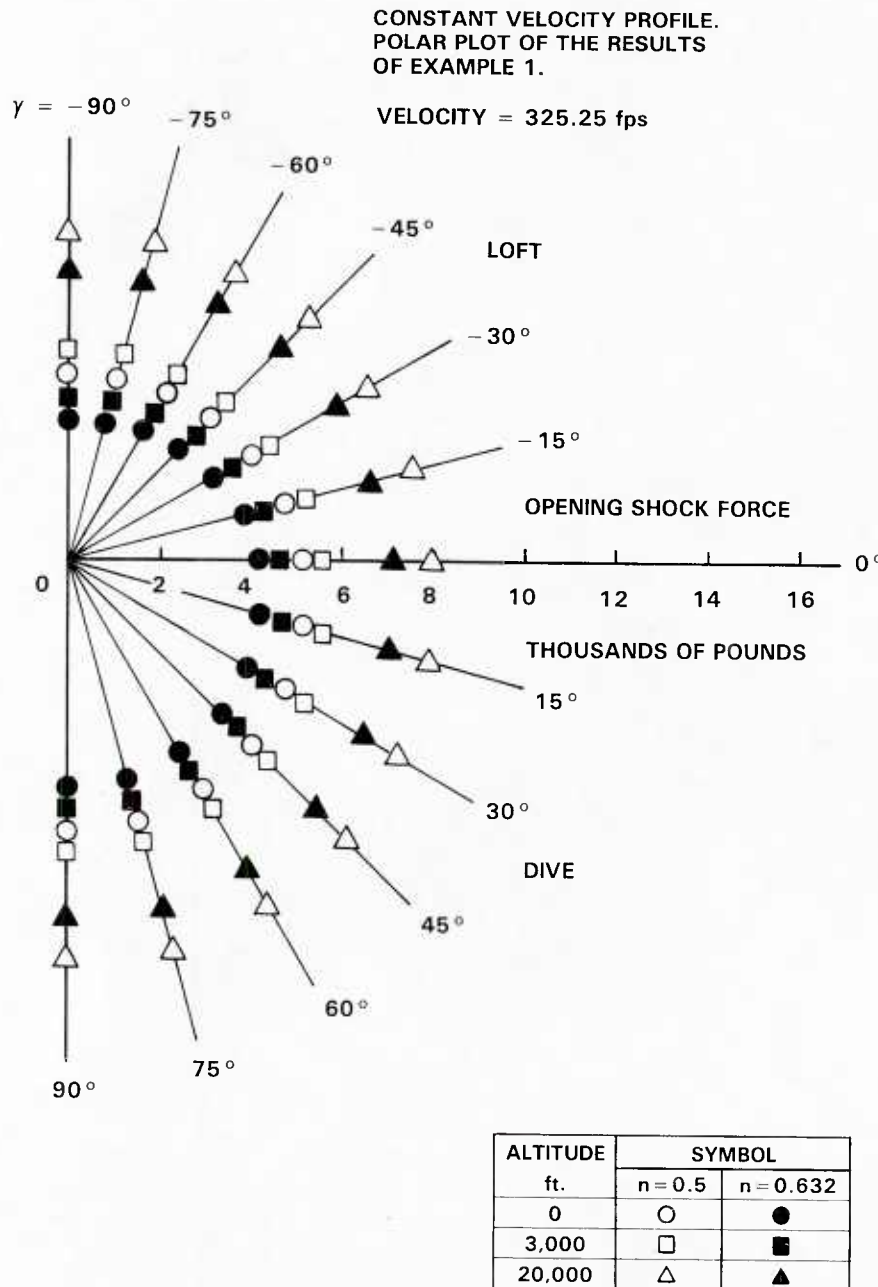 CONSTANT VELOCITY PROFILE.
POLAR PLOT OF THE RESULTS
OF EXAMPLE 1.
VELOCITY = 325.25 fps
γ = −90°
−75°
−60°
−45°
LOFT
−30°
−15°
OPENING SHOCK FORCE
0 2 4 6 8 10 12 14 16
0°
THOUSANDS OF POUNDS
15°
30°
DIVE
45°
60°
75°
90°
ALTITUDE SYMBOL
ft. n=0.5 n=0.632
0
3,000
20,000